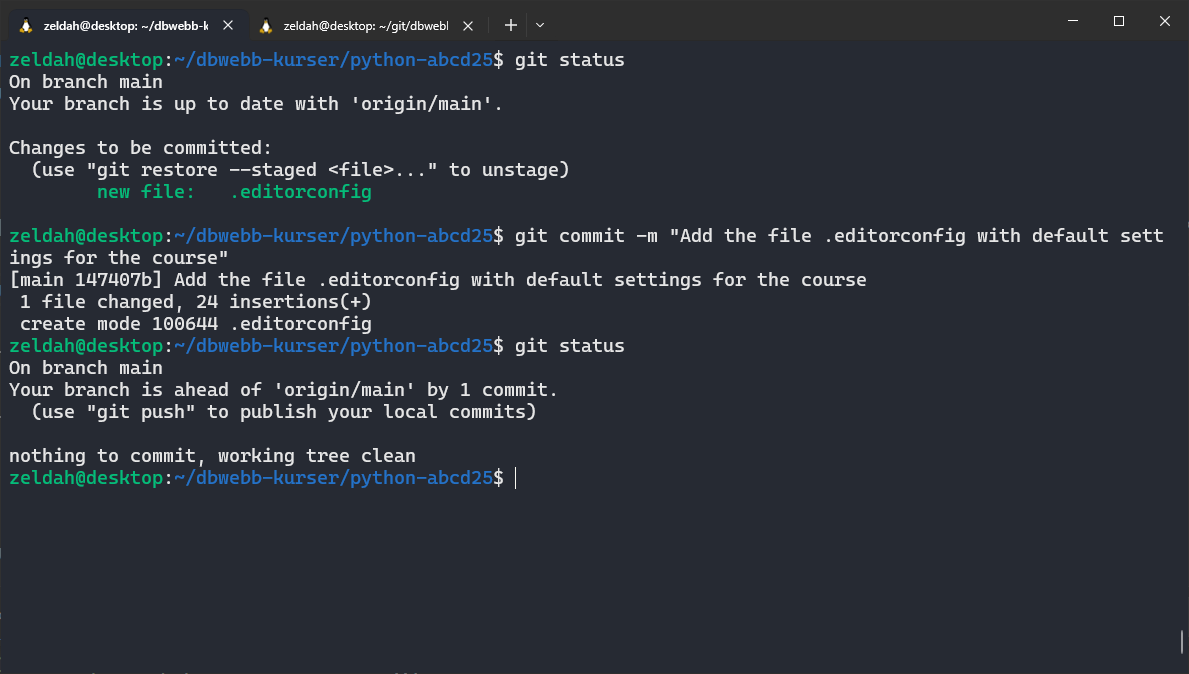 zeldah@desktop: ~/dbwebb-k
zeldah@desktop: ~/git/dbwebl
zeldah@desktop:~/dbwebb-kurser/python-abcd25$ git status
On branch main
Your branch is up to date with 'origin/main'.
Changes to be committed:
  (use "git restore --staged <file>..." to unstage)
        new file:   .editorconfig
zeldah@desktop:~/dbwebb-kurser/python-abcd25$ git commit -m "Add the file .editorconfig with default sett
ings for the course"
[main 147407b] Add the file .editorconfig with default settings for the course
 1 file changed, 24 insertions(+)
 create mode 100644 .editorconfig
zeldah@desktop:~/dbwebb-kurser/python-abcd25$ git status
On branch main
Your branch is ahead of 'origin/main' by 1 commit.
  (use "git push" to publish your local commits)
nothing to commit, working tree clean
zeldah@desktop:~/dbwebb-kurser/python-abcd25$